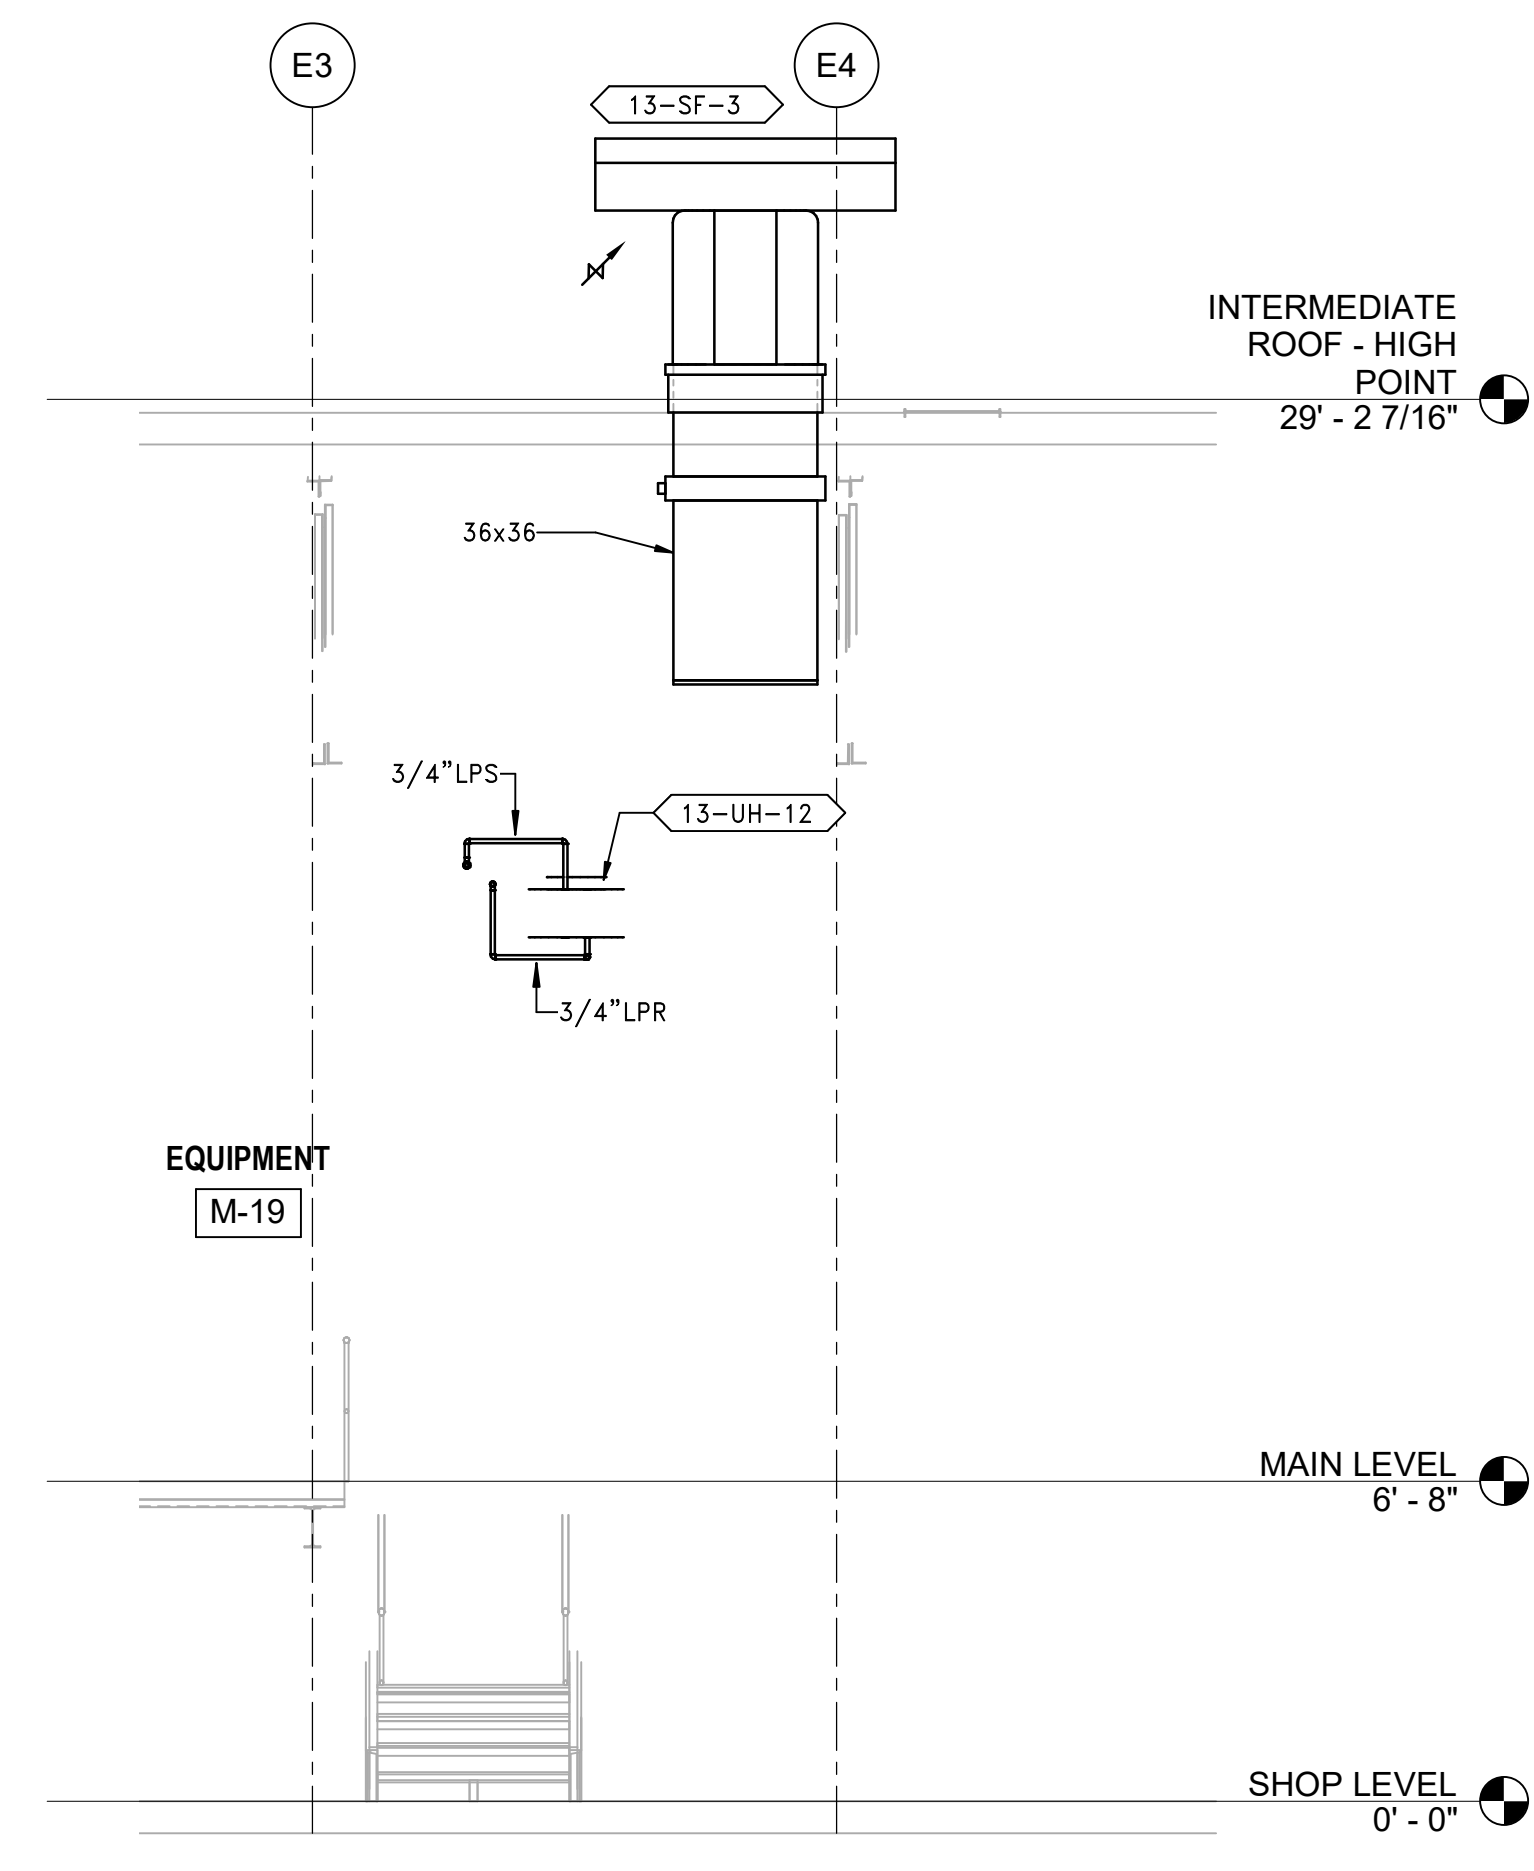 E3
E4
13-SF-3
INTERMEDIATE
ROOF - HIGH
POINT
29' - 2 7/16"
36x36
3/4"LPS
13-UH-12
3/4"LPR
EQUIPMENT
M-19
MAIN LEVEL
6' - 8"
SHOP LEVEL
0' - 0"